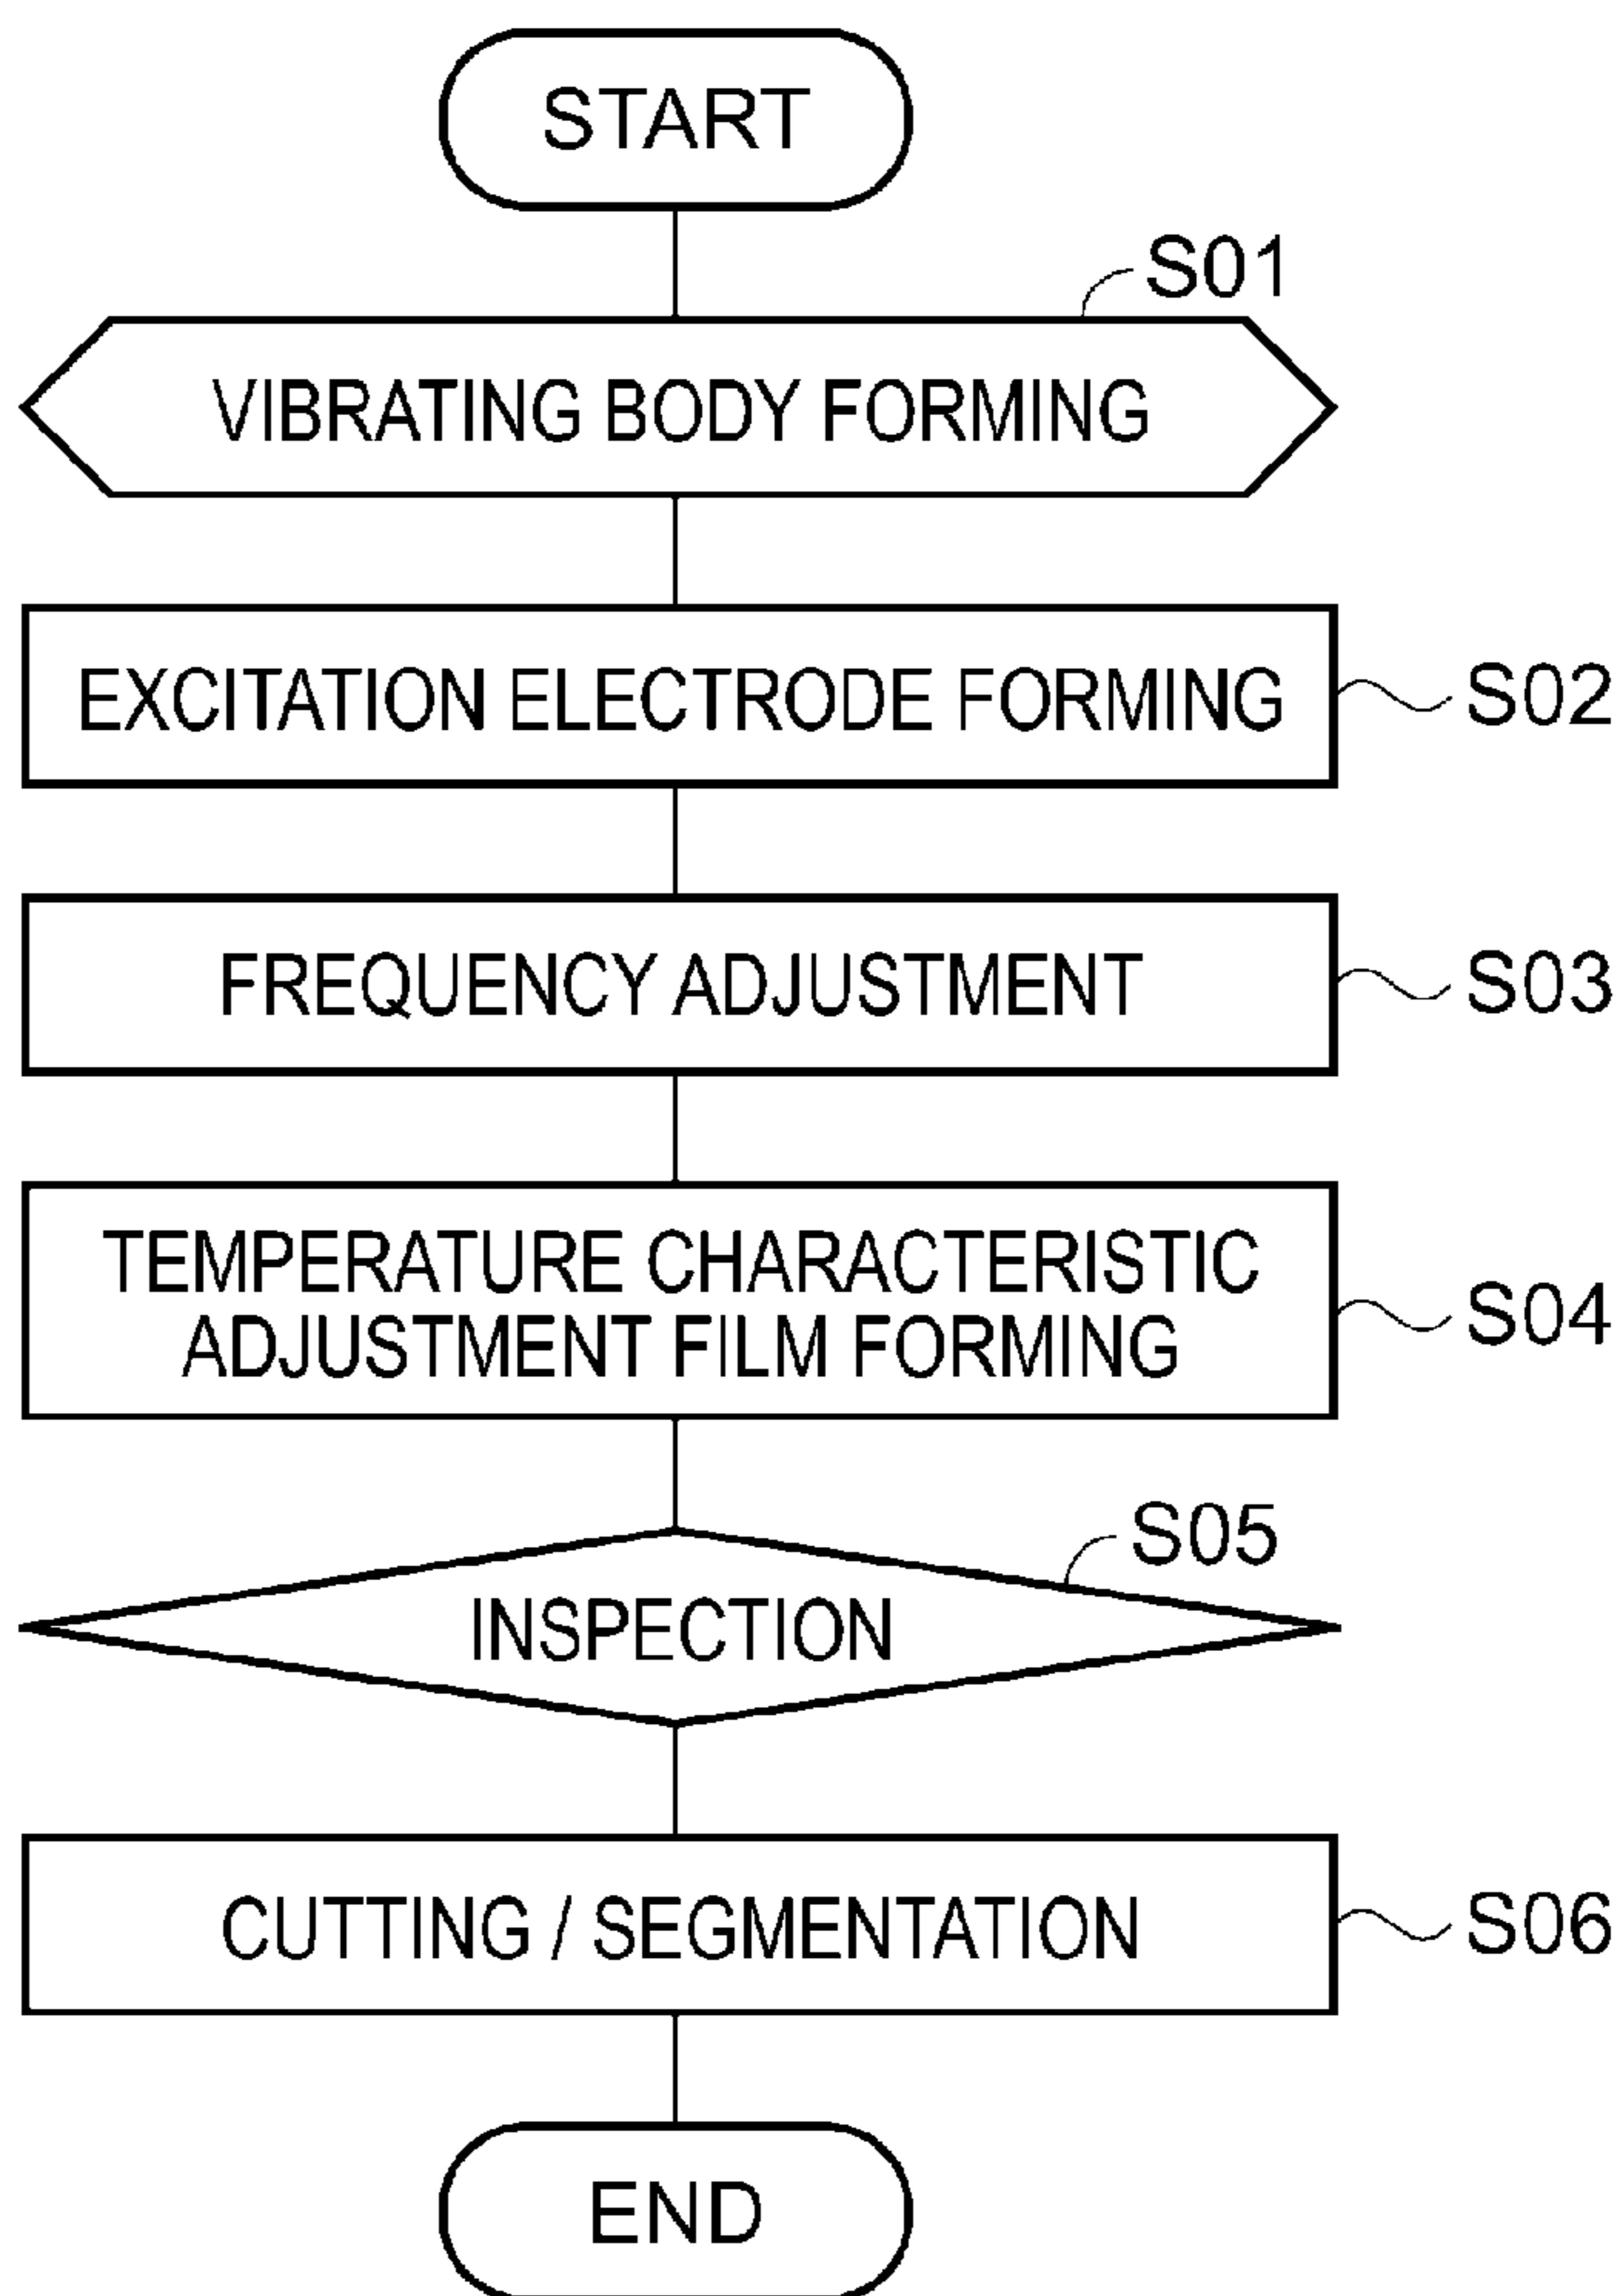 START
S01
VIBRATING BODY FORMING
EXCITATION ELECTRODE FORMING
S02
FREQUENCY ADJUSTMENT
S03
TEMPERATURE CHARACTERISTIC
ADJUSTMENT FILM FORMING
S04
S05
INSPECTION
CUTTING / SEGMENTATION
S06
END